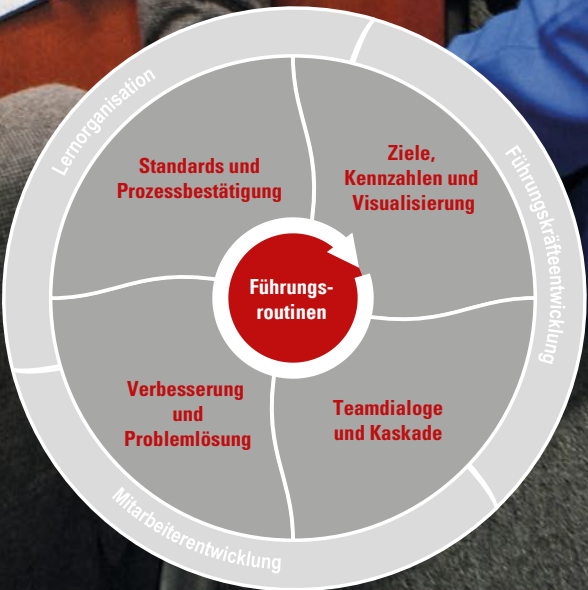 Lernorganisation
Führungskräfteentwicklung
Mitarbeiterentwicklung
Standards und
Prozessbestätigung
Ziele,
Kennzahlen und
Visualisierung
Führungs-
routinen
Verbesserung
und
Problemlösung
Teamdialoge
und Kaskade